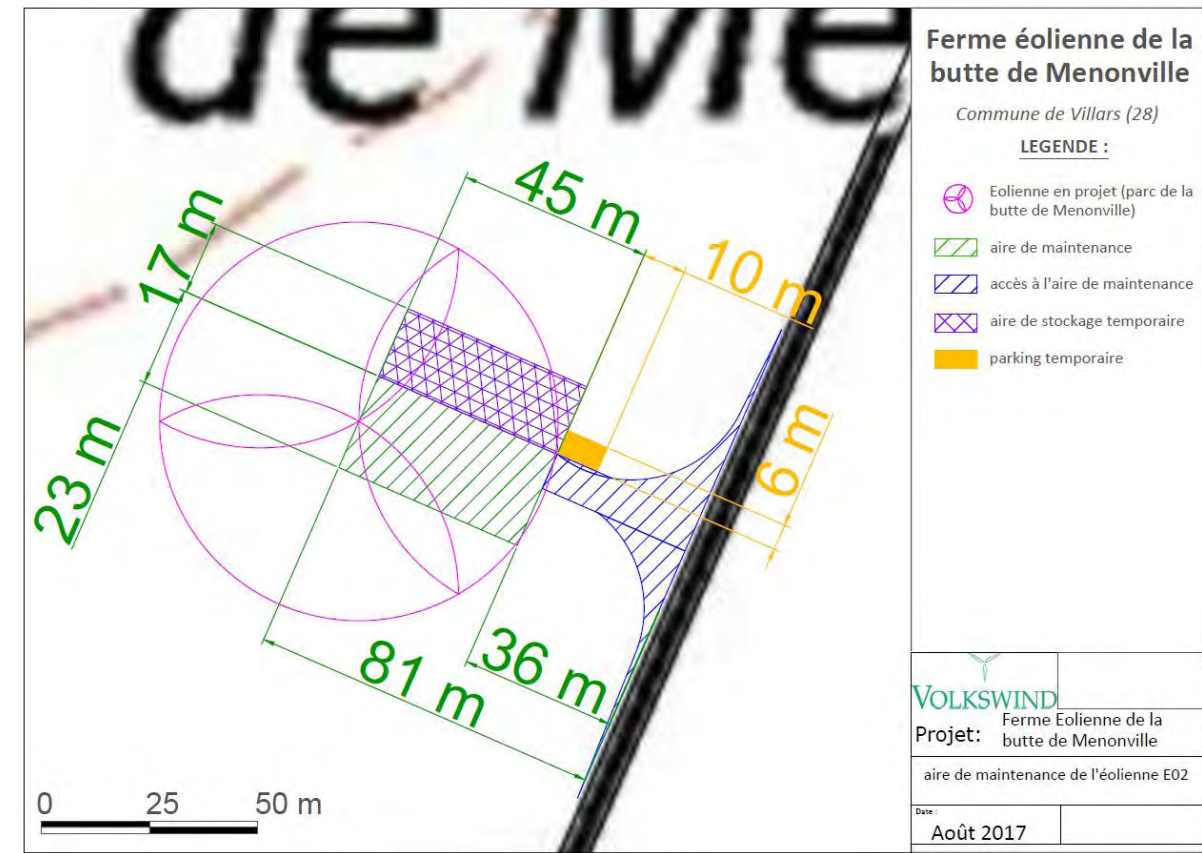 de Me
45 m
17 m
10 m
23 m
6 m
36 m
81 m
0 25 50 m
Ferme éolienne de la
butte de Menonville
Commune de Villars (28)
LEGENDE :
Eolienne en projet (parc de la
butte de Menonville)
aire de maintenance
accès à l'aire de maintenance
aire de stockage temporaire
parking temporaire
VOLKSWIND
Projet: Ferme Eolienne de la
butte de Menonville
aire de maintenance de l'éolienne E02
Date :
Août 2017